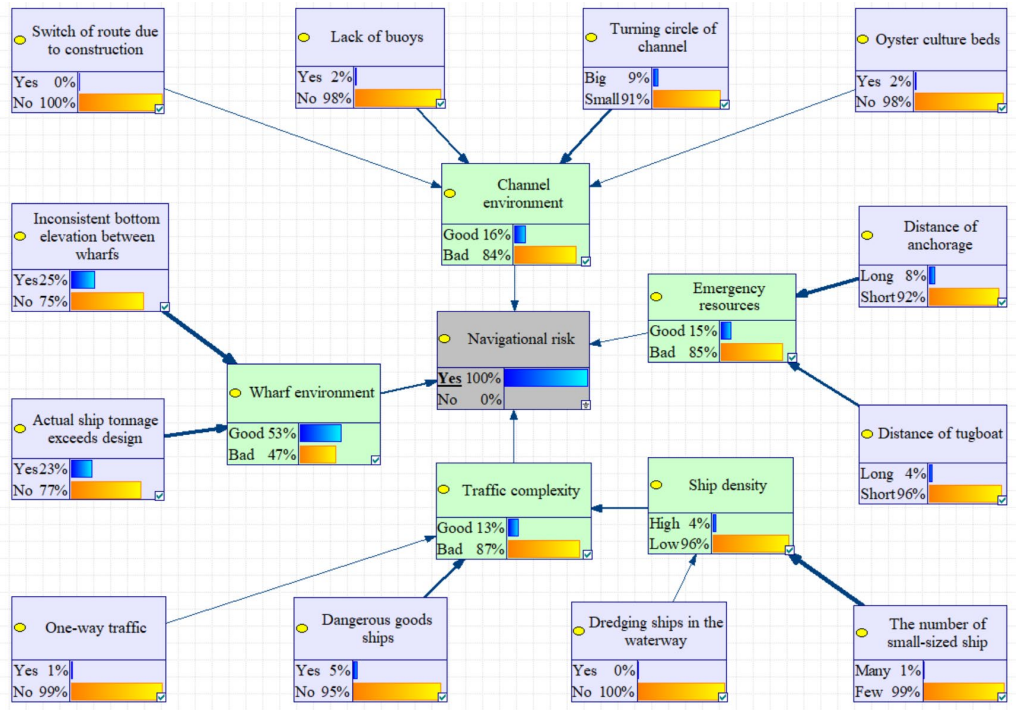 Switch of route due
to construction
Yes 0%
No 100%
Lack of buoys
Yes 2%
No 98%
Turning circle of
channel
Big 9%
Small 91%
Oyster culture beds
Yes 2%
No 98%
Channel
environment
Good 16%
Bad 84%
Inconsistent bottom
elevation between
wharfs
Yes 25%
No 75%
Distance of
anchorage
Long 8%
Short 92%
Emergency
resources
Good 15%
Bad 85%
Navigational risk
Yes 100%
No 0%
Wharf environment
Good 53%
Bad 47%
Actual ship tonnage
exceeds design
Yes 23%
No 77%
Distance of tugboat
Long 4%
Short 96%
Traffic complexity
Good 13%
Bad 87%
Ship density
High 4%
Low 96%
One-way traffic
Yes 1%
No 99%
Dangerous goods
ships
Yes 5%
No 95%
Dredging ships in the
waterway
Yes 0%
No 100%
The number of
small-sized ship
Many 1%
Few 99%